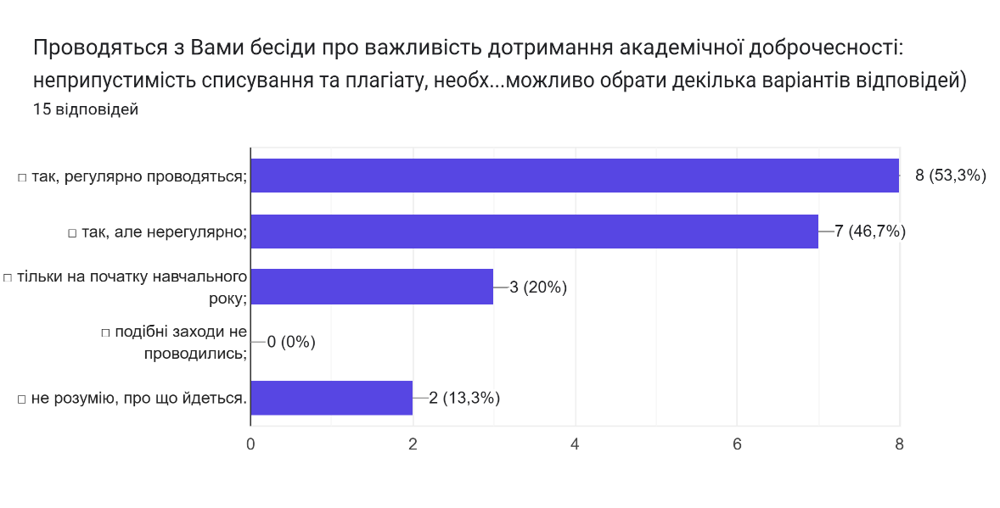 Проводяться з Вами бесіди про важливість дотримання академічної доброчесності:
неприпустимість списування та плагіату, необх...можливо обрати декілька варіантів відповідей)
15 відповідей
□ так, регулярно проводяться;
8 (53,3%)
□ так, але нерегулярно;
7 (46,7%)
□ тільки на початку навчального
року;
3 (20%)
□ подібні заходи не
проводились;
0 (0%)
□ не розумію, про що йдеться.
2 (13,3%)
0 2 4 6 8